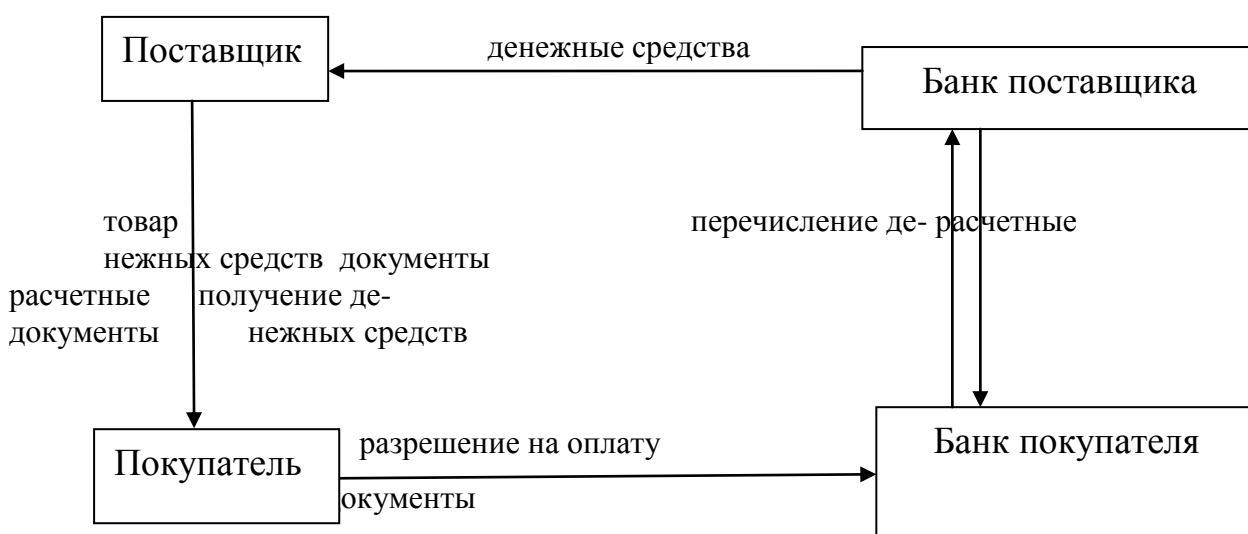 Поставщик
денежные средства
Банк поставщика
товар
перечисление де- расчетные
нежных средств документы
расчетные получение де-
документы нежных средств
разрешение на оплату
Банк покупателя
Покупатель
окументы